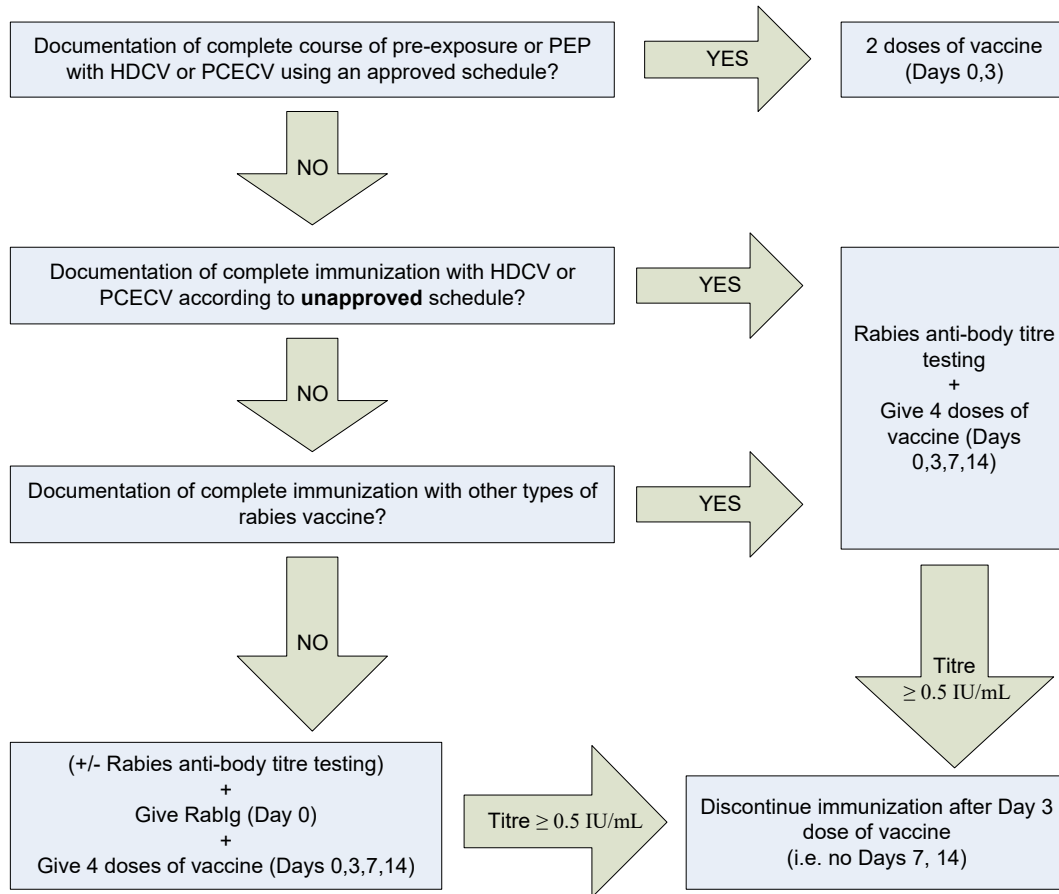 Documentation of complete course of pre-exposure or PEP
with HDCV or PCECV using an approved schedule?
YES
2 doses of vaccine
(Days 0,3)
NO
Documentation of complete immunization with HDCV or
PCECV according to unapproved schedule?
YES
Rabies anti-body titre
testing
+
Give 4 doses of
vaccine (Days
0,3,7,14)
NO
Documentation of complete immunization with other types of
rabies vaccine?
YES
NO
Titre
≥ 0.5 IU/mL
(+/- Rabies anti-body titre testing)
+
Give RabIg (Day 0)
+
Give 4 doses of vaccine (Days 0,3,7,14)
Titre ≥ 0.5 IU/mL
Discontinue immunization after Day 3
dose of vaccine
(i.e. no Days 7, 14)